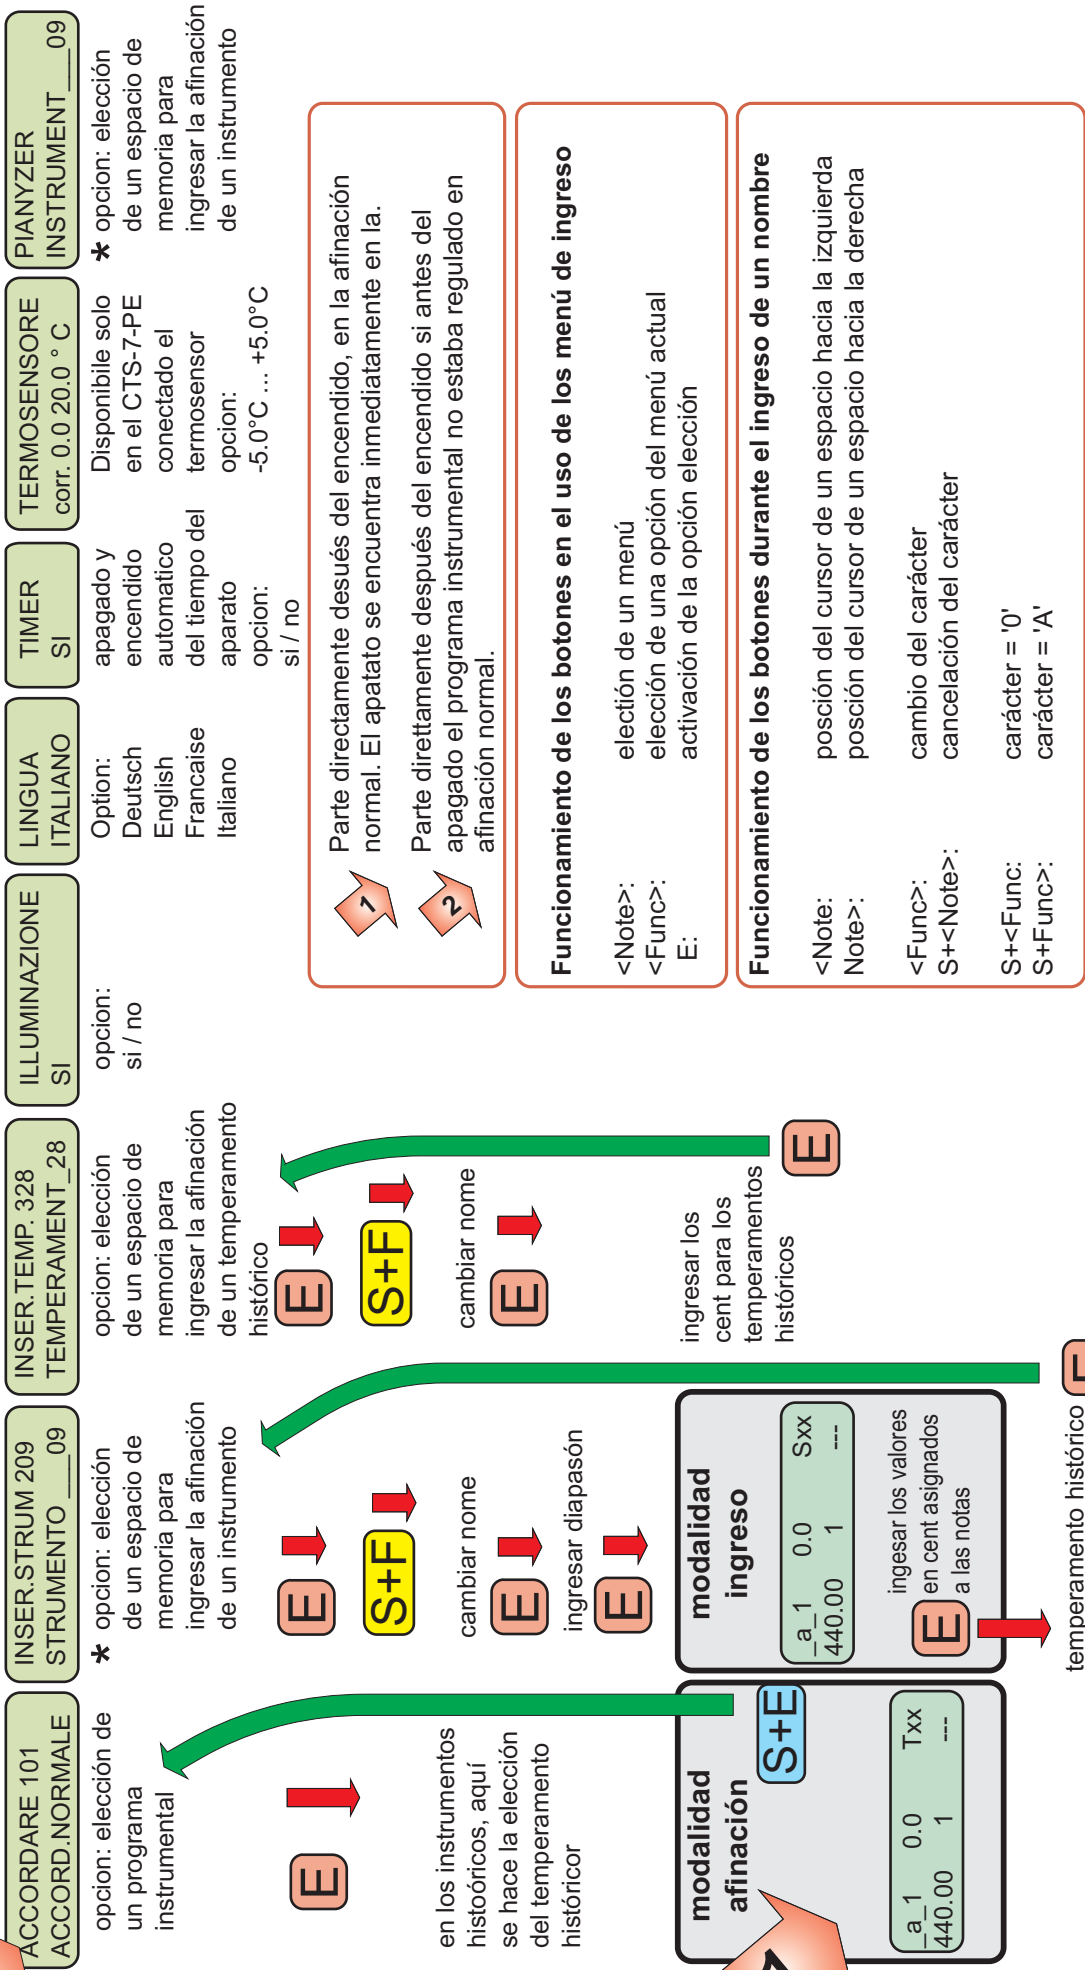 ACCORDARE 101
ACCORD.NORMALE
opcion: elección de
un programa
instrumental
E
en los instrumentos
histoóricos, aquí
se hace la elección
del temperamento
históricor
modalidad
afinación
S+E
_a_1 0.0 Txx
440.00 1 ---
INSER.STRUM 209
STRUMENTO ___09
* opcion: elección
de un espacio de
memoria para
ingresar la afinación
de un instrumento
E
S+F
cambiar nome
E
ingresar diapasón
E
modalidad
ingreso
_a_1 0.0 Sxx
440.00 1 ---
ingesar los valores
en cent asignados
a las notas
E
temperamento histórico
INSER.TEMP. 328
TEMPERAMENT_28
opcion: elección
de un espacio de
memoria para
ingresar la afinación
de un temperamento
histórico
E
S+F
cambiar nome
E
ingresar los
cent para los
temperamentos
históricos
E
ILLUMINAZIONE
SI
opcion:
si / no
LINGUA
ITALIANO
Option:
Deutsch
English
Francaise
Italiano
TIMER
SI
apagado y
encendido
automatico
del tiempo del
aparato
opcion:
si / no
TERMOSENSORE
corr. 0.0 20.0 ° C
Disponibile solo
en el CTS-7-PE
conectado el
termosensor
opcion:
-5.0°C ... +5.0°C
PIANYZER
INSTRUMENT___09
* opcion: elección
de un espacio de
memoria para
ingresar la afinación
de un instrumento
1 Parte directamente desués del encendido, en la afinación
normal. El apatato se encuentra inmediatamente en la.
2 Parte direttamente después del encendido si antes del
apagado el programa instrumental no estaba regulado en
afinación normal.
Funcionamiento de los botones en el uso de los menú de ingreso
<Note>: electión de un menú
<Func>: elección de una opción del menú actual
E: activación de la opción elección
Funcionamiento de los botones durante el ingreso de un nombre
<Note: posción del cursor de un espacio hacia la izquierda
Note>: posción del cursor de un espacio hacia la derecha
<Func>: cambio del carácter
S+<Note>: cancelación del carácter
S+<Func: carácter = '0'
S+Func>: carácter = 'A'